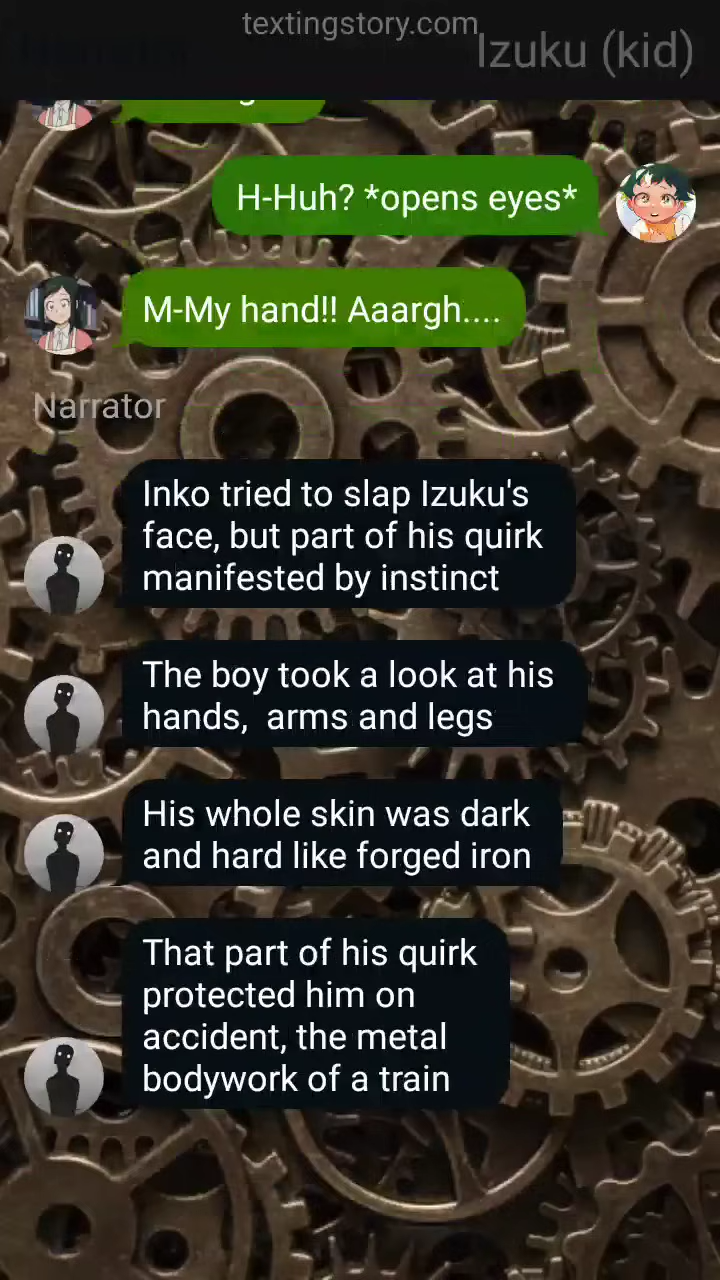 textingstory.com
Izuku (kid)
H-Huh? *opens eyes*
M-My hand!! Aaargh....
Narrator
Inko tried to slap Izuku's
face, but part of his quirk
manifested by instinct
The boy took a look at his
hands,  arms and legs
His whole skin was dark
and hard like forged iron
That part of his quirk
protected him on
accident, the metal
bodywork of a train